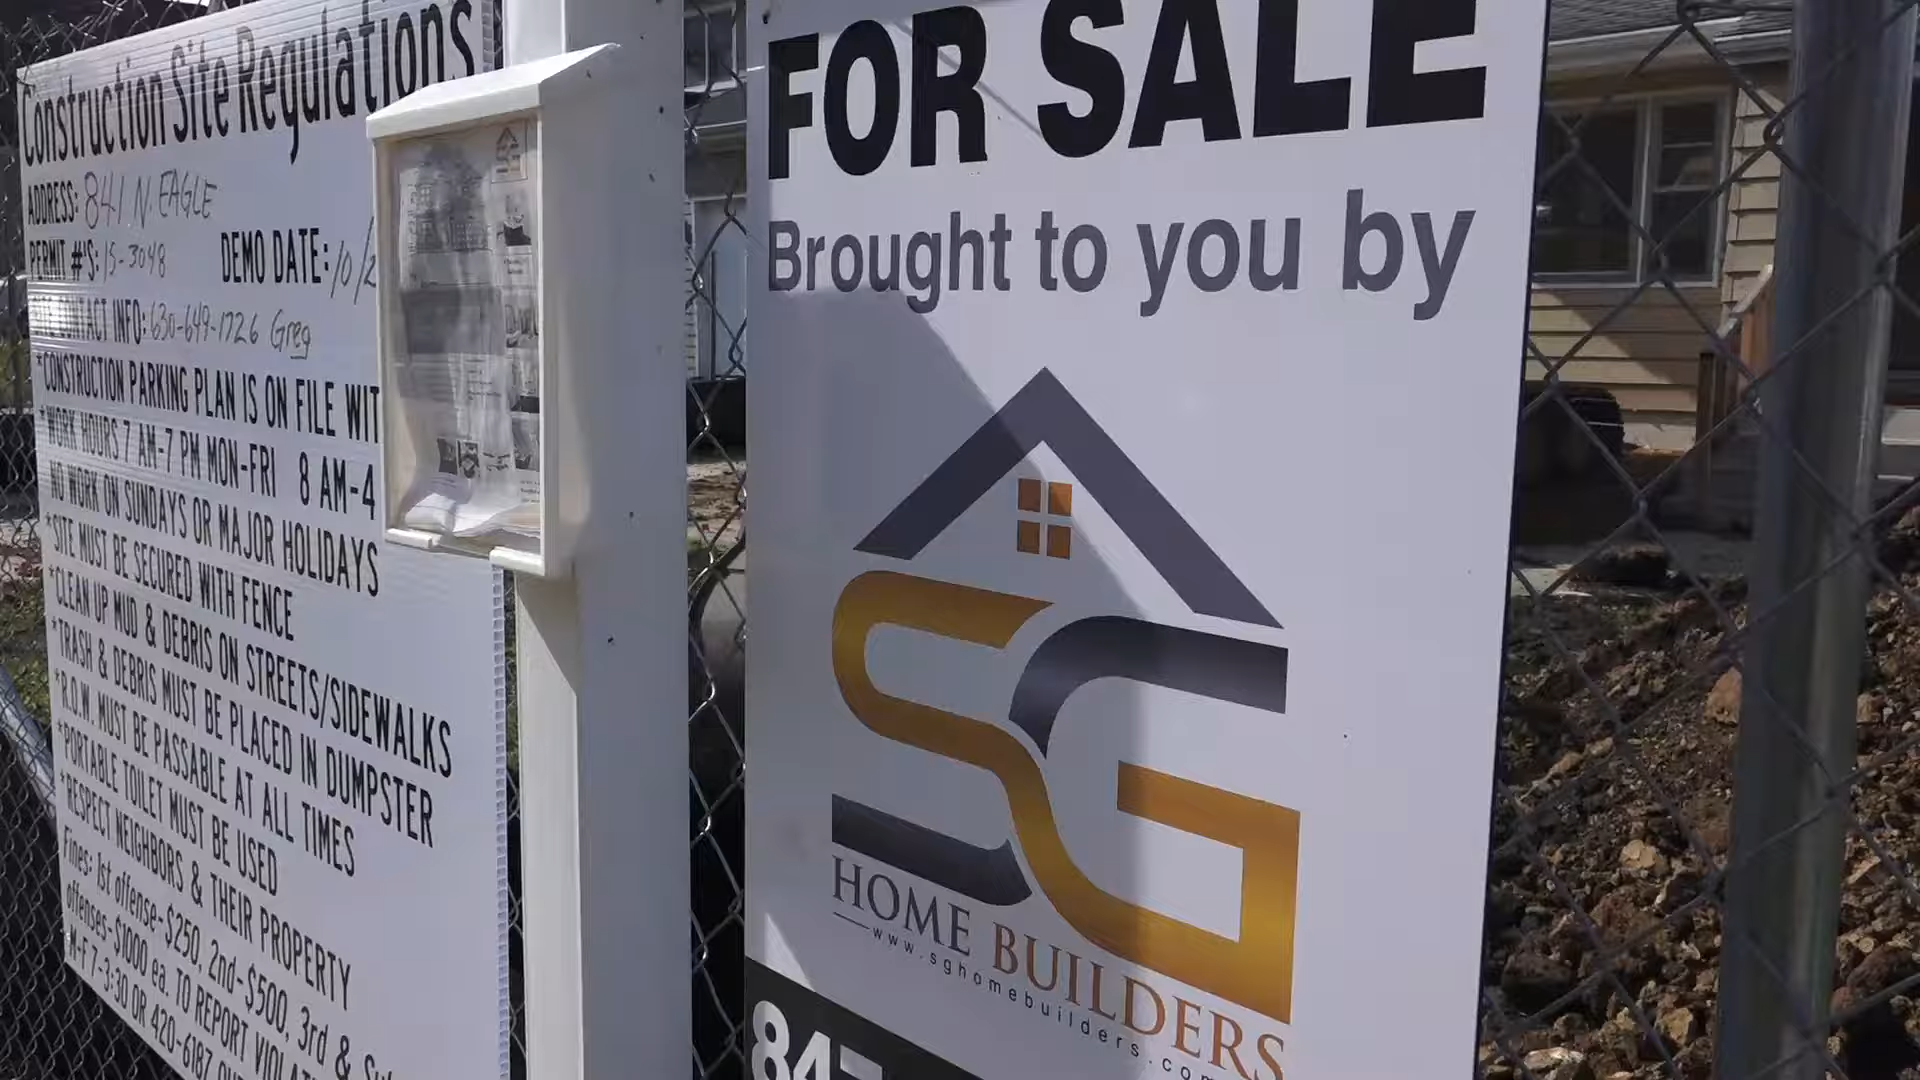 Construction Site Regulations
ADDRESS: 841 N. EAGLE
PERMIT #'S: 15-3048 DEMO DATE: 10/2
CONTACT INFO: 630-649-1726 Greg
*CONSTRUCTION PARKING PLAN IS ON FILE WIT
*WORK HOURS 7 AM-7 PM MON-FRI 8 AM-4
NO WORK ON SUNDAYS OR MAJOR HOLIDAYS
*SITE MUST BE SECURED WITH FENCE
*CLEAN UP MUD & DEBRIS ON STREETS/SIDEWALKS
*TRASH & DEBRIS MUST BE PLACED IN DUMPSTER
*R.O.W. MUST BE PASSABLE AT ALL TIMES
*PORTABLE TOILET MUST BE USED
*RESPECT NEIGHBORS & THEIR PROPERTY
Fines: 1st offense-$250, 2nd-$500, 3rd &
offenses-$1000 ea. TO REPORT VIOLAT
M-F 7-3:30 OR 420-6187
FOR SALE
Brought to you by
SG
HOME BUILDERS
www.sghomebuilders.com
847